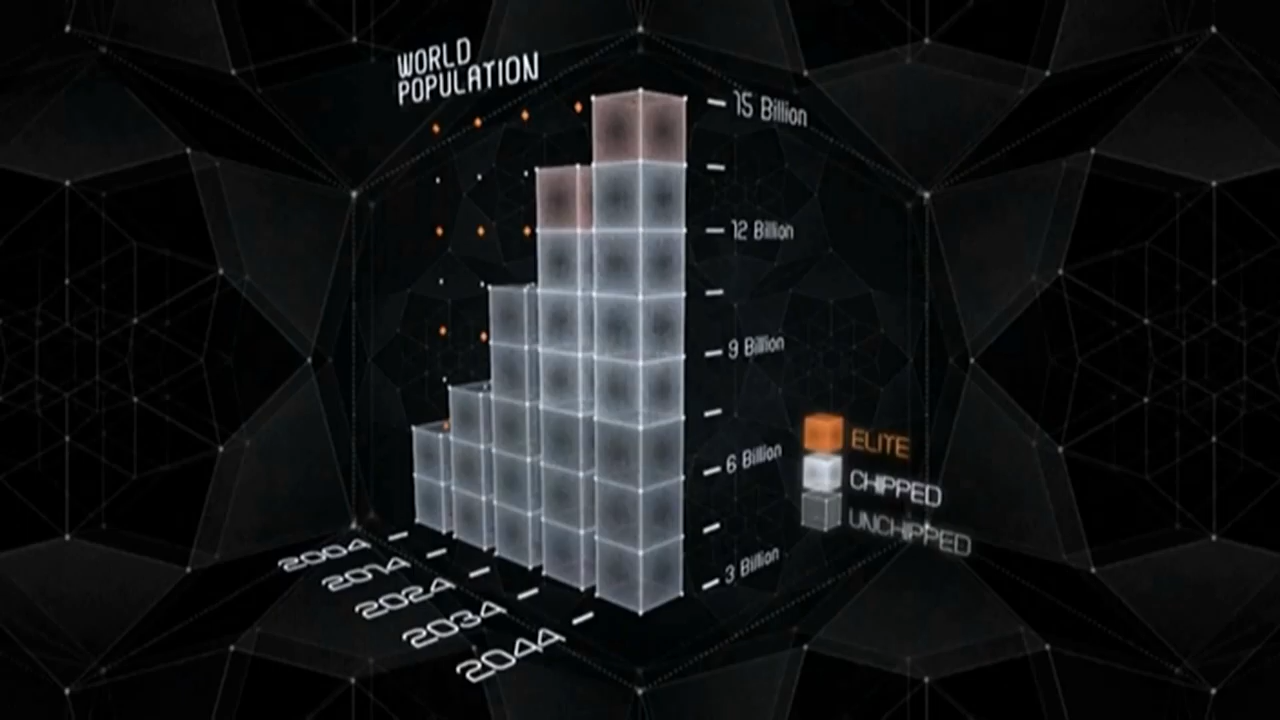 WORLD
POPULATION
15 Billion
12 Billion
9 Billion
6 Billion
3 Billion
ELITE
CHIPPED
UNCHIPPED
2004
2014
2024
2034
2044